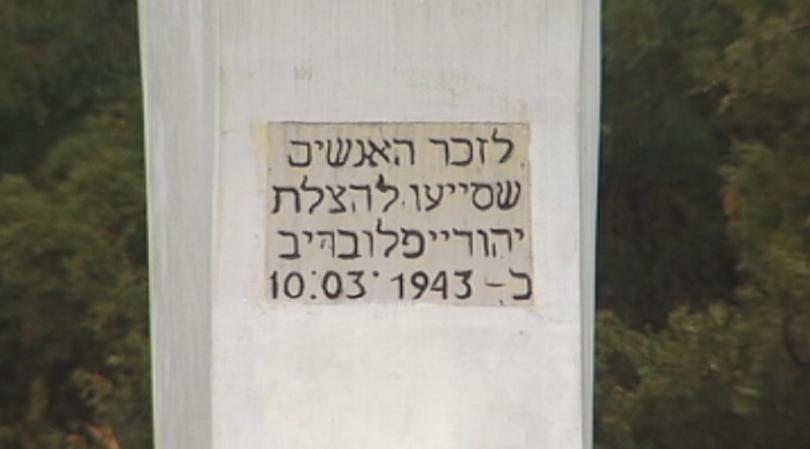 לזכר האנשים
שסייעו להצלת
יהודי פלובדיב
ב- 10.03.1943